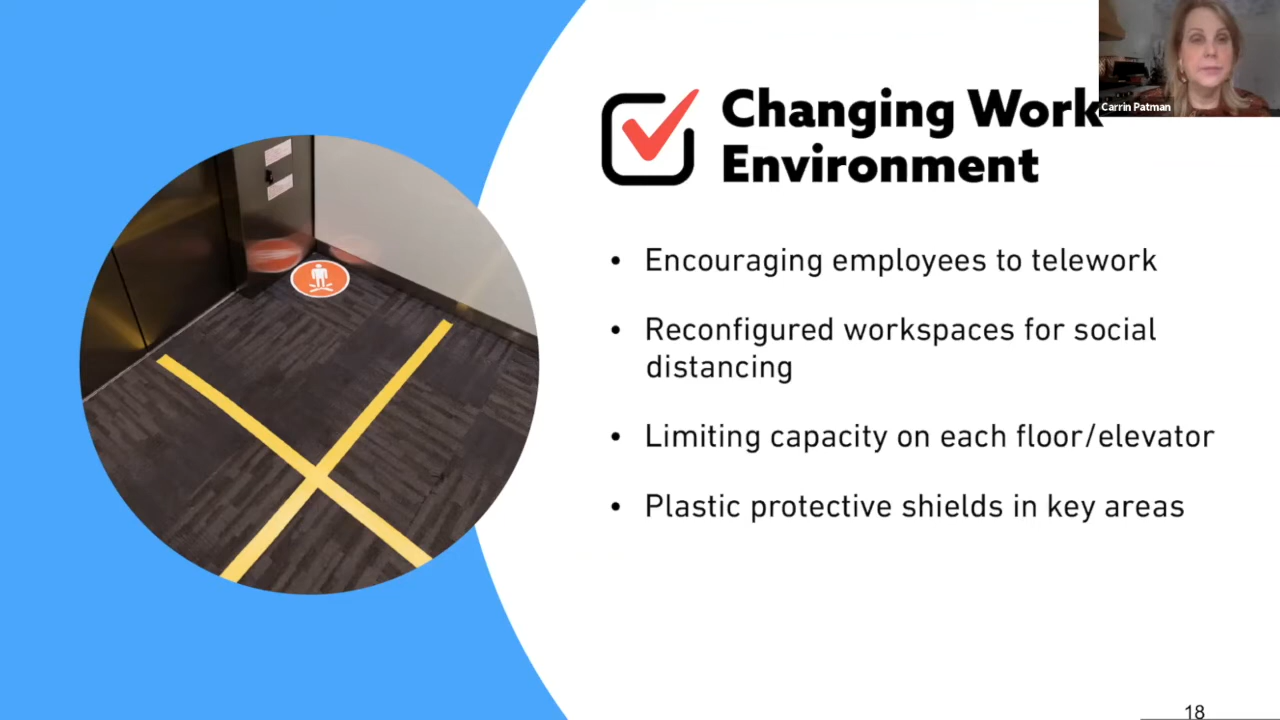 Changing Work
Environment
Carrin Patman
• Encouraging employees to telework
• Reconfigured workspaces for social
distancing
• Limiting capacity on each floor/elevator
• Plastic protective shields in key areas
18